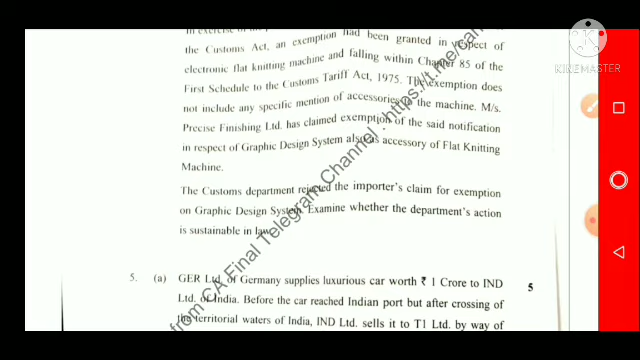 In exercise of
the Customs Act, an exemption had been granted in respect of
electronic flat knitting machine and falling within Chapter 85 of the
First Schedule to the Customs Tariff Act, 1975. The exemption does
not include any specific mention of accessories to the machine. M/s.
Precise Finishing Ltd. has claimed exemption of the said notification
in respect of Graphic Design System also as accessory of Flat Knitting
Machine.
The Customs department rejected the importer's claim for exemption
on Graphic Design System. Examine whether the department's action
is sustainable in law.
5. (a) GER Ltd. of Germany supplies luxurious car worth ₹ 1 Crore to IND 5
Ltd. of India. Before the car reached Indian port but after crossing of
the territorial waters of India, IND Ltd. sells it to T1 Ltd. by way of
from CA Final Telegram Channel : https://t.me/can
KINEMASTER